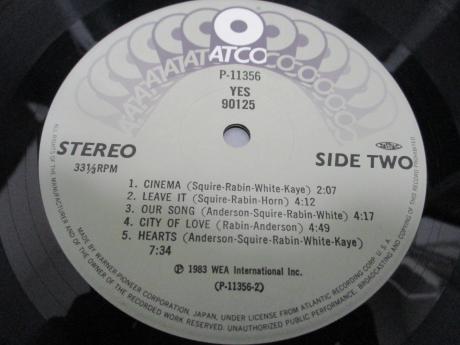 ATCO
P-11356
YES
90125
STEREO
33⅓RPM
SIDE TWO
1. CINEMA (Squire-Rabin-White-Kaye) 2:07
2. LEAVE IT (Squire-Rabin-Horn) 4:12
3. OUR SONG (Anderson-Squire-Rabin-White) 4:17
4. CITY OF LOVE (Rabin-Anderson) 4:49
5. HEARTS (Anderson-Squire-Rabin-White-Kaye)
7:34
Ⓟ 1983 WEA International Inc.
(P-11356-2)
ALL RIGHTS OF THE MANUFACTURER AND OF THE OWNER OF THE RECORDED WORK RESERVED. UNAUTHORIZED PUBLIC PERFORMANCE, BROADCASTING AND COPYING OF THIS RECORD PROHIBITED
MADE BY WARNER-PIONEER CORPORATION, JAPAN, UNDER LICENSE FROM ATLANTIC RECORDING CORP. U.S.A.